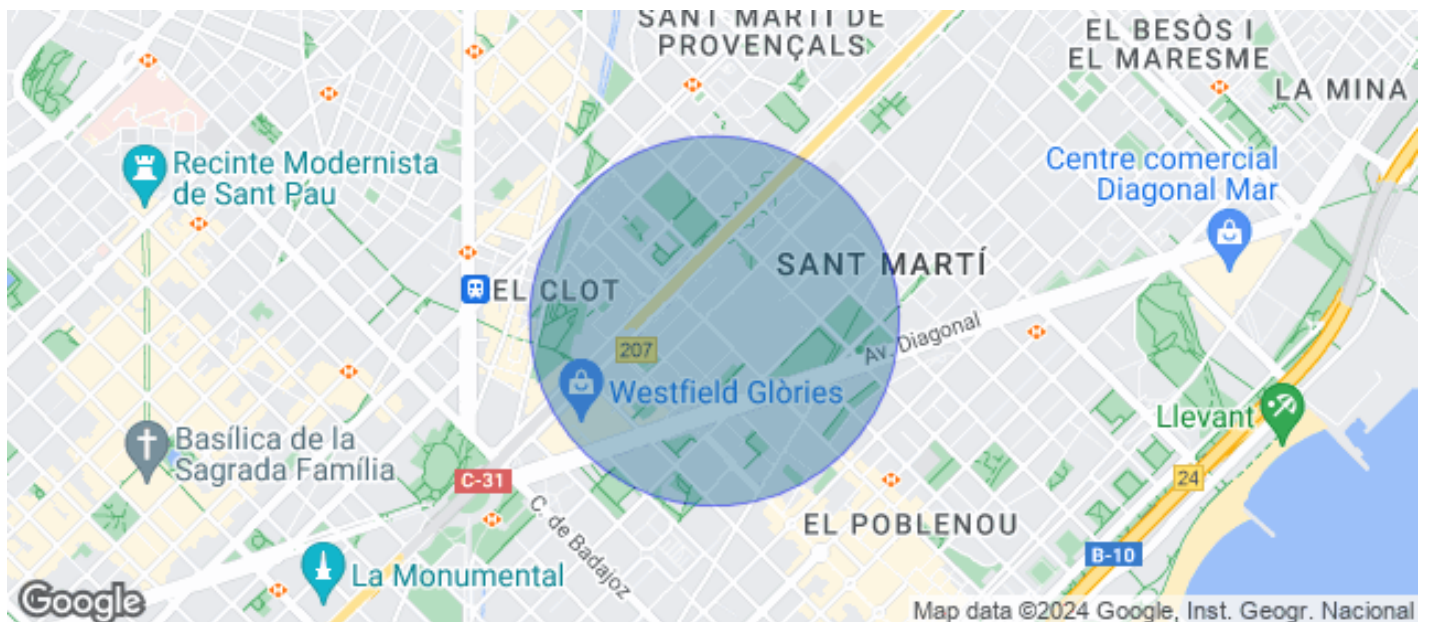 SANT MARTÍ DE
PROVENÇALS
EL BESÒS I
EL MARESME
LA MINA
Recinte Modernista
de Sant Pau
Centre comercial
Diagonal Mar
SANT MARTÍ
EL CLOT
207
Av. Diagonal
Westfield Glòries
Llevant
Basílica de la
Sagrada Família
C-31
24
C. de Badajoz
EL POBLENOU
B-10
La Monumental
Google
Map data ©2024 Google, Inst. Geogr. Nacional